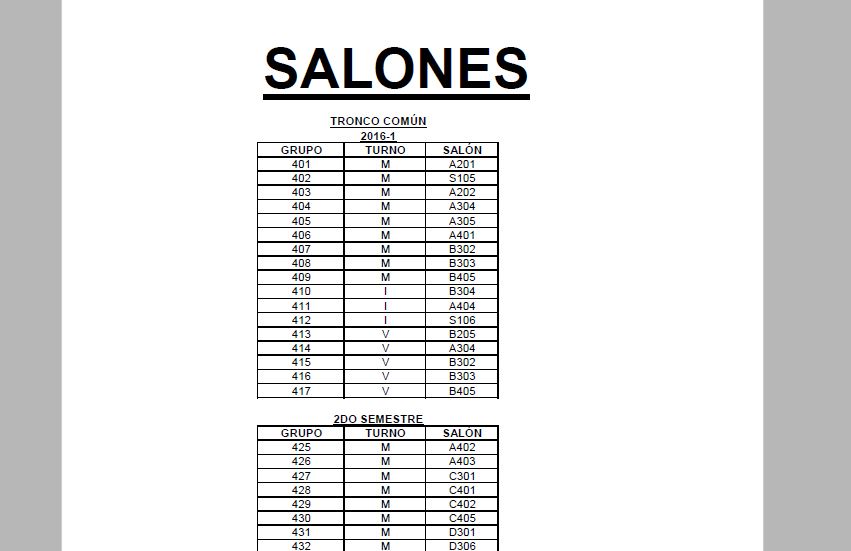 SALONES
TRONCO COMÚN
2016-1
GRUPO TURNO SALÓN
401 M A201
402 M S105
403 M A202
404 M A304
405 M A305
406 M A401
407 M B302
408 M B303
409 M B405
410 I B304
411 I A404
412 I S106
413 V B205
414 V A304
415 V B302
416 V B303
417 V B405
2DO SEMESTRE
GRUPO TURNO SALÓN
425 M A402
426 M A403
427 M C301
428 M C401
429 M C402
430 M C405
431 M D301
432 M D306